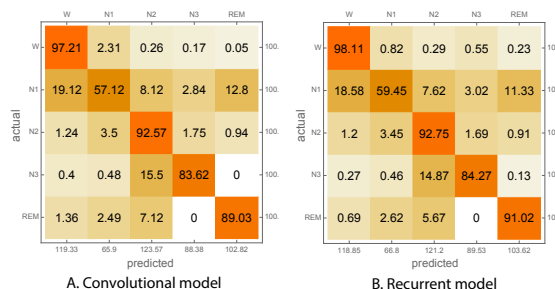 W N1 N2 N3 REM
W 97.21 2.31 0.26 0.17 0.05 100.
N1 19.12 57.12 8.12 2.84 12.8 100.
N2 1.24 3.5 92.57 1.75 0.94 100.
N3 0.4 0.48 15.5 83.62 0 100.
REM 1.36 2.49 7.12 0 89.03 100.
119.33 65.9 123.57 88.38 102.82
actual
predicted
A. Convolutional model
W N1 N2 N3 REM
W 98.11 0.82 0.29 0.55 0.23 100
N1 18.58 59.45 7.62 3.02 11.33 100
N2 1.2 3.45 92.75 1.69 0.91 100
N3 0.27 0.46 14.87 84.27 0.13 100
REM 0.69 2.62 5.67 0 91.02 100
118.85 66.8 121.2 89.53 103.62
actual
predicted
B. Recurrent model